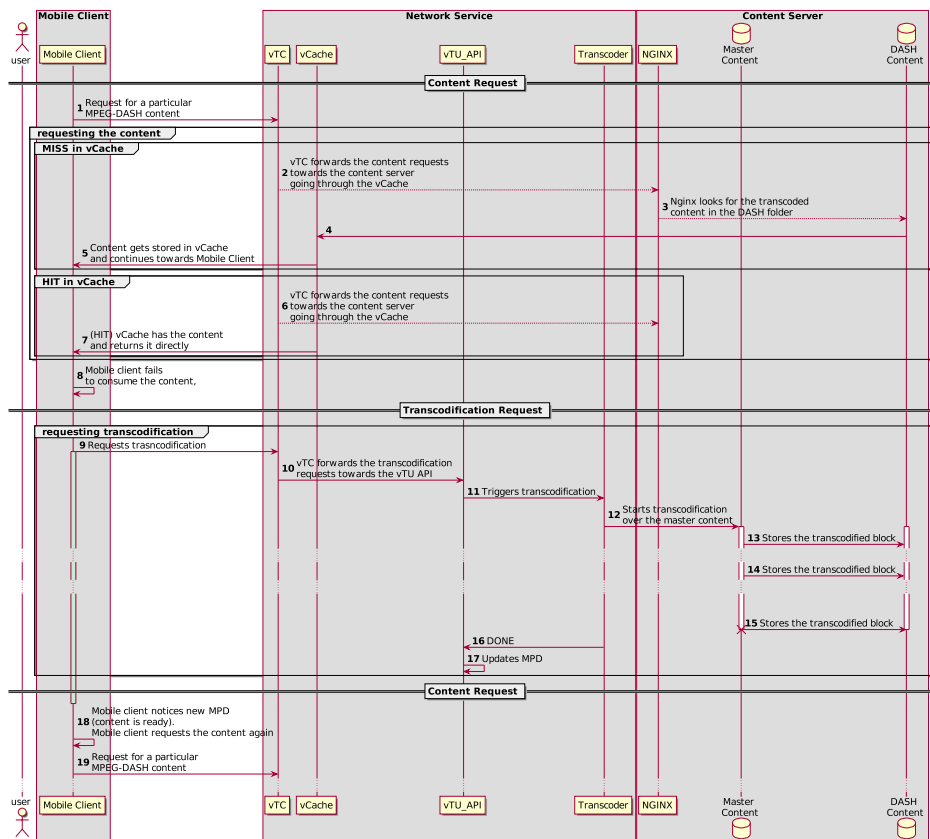 Mobile Client
Network Service
Content Server
user
Mobile Client
vTC
vCache
vTU_API
Transcoder
NGINX
Master
Content
DASH
Content
Content Request
1 Request for a particular
MPEG-DASH content
requesting the content
MISS in vCache
vTC forwards the content requests
2 towards the content server
going through the vCache
3 Nginx looks for the transcoded
content in the DASH folder
4
5 Content gets stored in vCache
and continues towards Mobile Client
HIT in vCache
vTC forwards the content requests
6 towards the content server
going through the vCache
7 (HIT) vCache has the content
and returns it directly
8 Mobile client fails
to consume the content,
Transcodification Request
requesting transcodification
9 Requests trasncodification
10 vTC forwards the transcodification
requests towards the vTU API
11 Triggers transcodification
12 Starts transcodification
over the master content
13 Stores the transcodified block
14 Stores the transcodified block
15 Stores the transcodified block
16 DONE
17 Updates MPD
Content Request
Mobile client notices new MPD
18 (content is ready).
Mobile client requests the content again
19 Request for a particular
MPEG-DASH content
user
Mobile Client
vTC
vCache
vTU_API
Transcoder
NGINX
Master
Content
DASH
Content